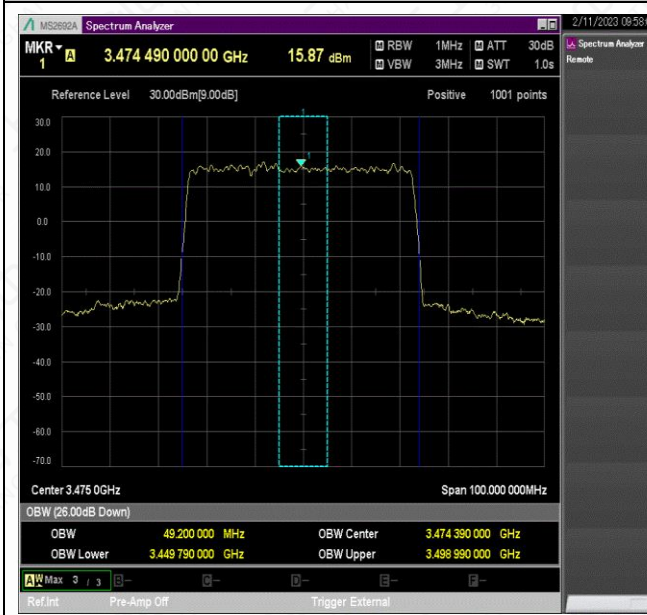 MS2692A Spectrum Analyzer
2/11/2023 09:58:
MKR 1 A 3.474 490 000 00 GHz 15.87 dBm M RBW 1MHz M ATT 30dB
M VBW 3MHz M SWT 1.0s
Spectrum Analyzer
Remote
Reference Level 30.00dBm[9.00dB] Positive 1001 points
1
30.0
20.0
1
10.0
0.0
-10.0
-20.0
-30.0
-40.0
-50.0
-60.0
-70.0
Center 3.475 0GHz Span 100.000 000MHz
OBW (26.00dB Down)
OBW 49.200 000 MHz OBW Center 3.474 390 000 GHz
OBW Lower 3.449 790 000 GHz OBW Upper 3.498 990 000 GHz
A W Max 3 / 3 B- C- D- E- F-
Ref.Int Pre-Amp Off Trigger External